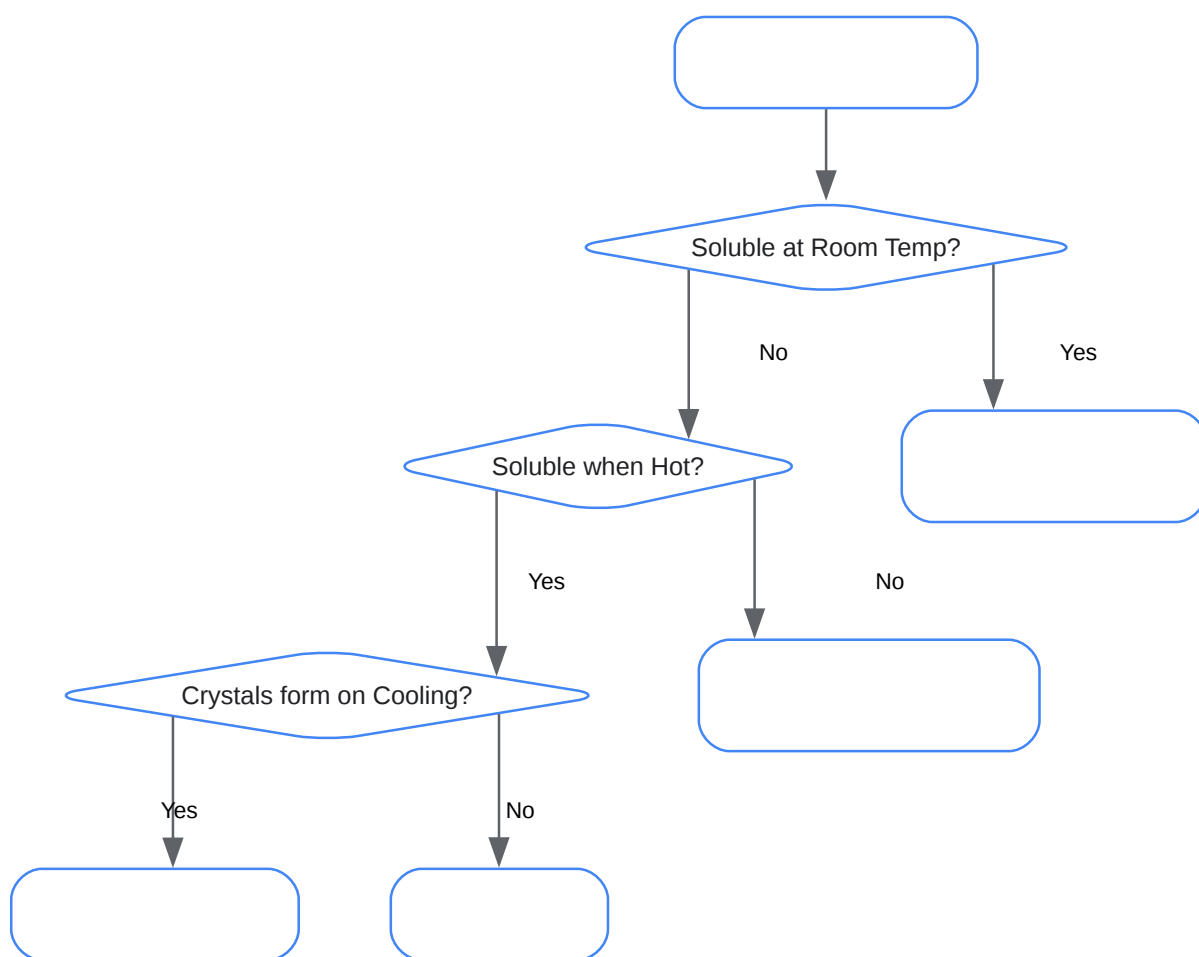 Soluble at Room Temp?
No
Yes
Soluble when Hot?
Yes
No
Crystals form on Cooling?
Yes
No